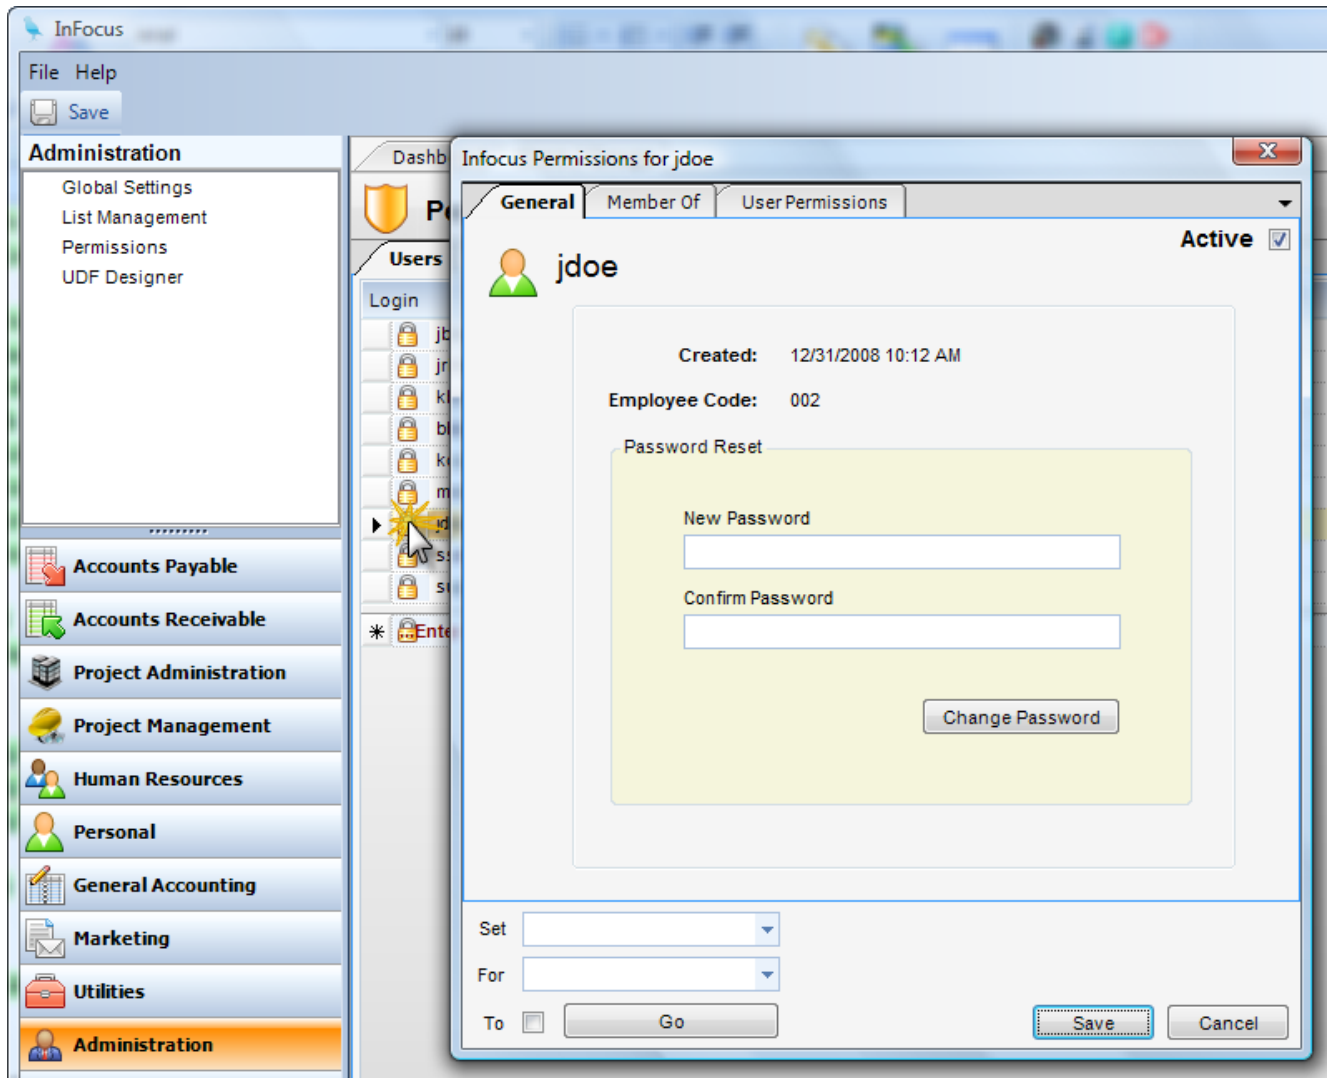 InFocus
File Help
Save
Administration
Global Settings
List Management
Permissions
UDF Designer
Accounts Payable
Accounts Receivable
Project Administration
Project Management
Human Resources
Personal
General Accounting
Marketing
Utilities
Administration
Dashb
Users
Login
Infocus Permissions for jdoe
General Member Of User Permissions
Active
jdoe
Created: 12/31/2008 10:12 AM
Employee Code: 002
Password Reset
New Password
Confirm Password
Change Password
Set
For
To Go Save Cancel